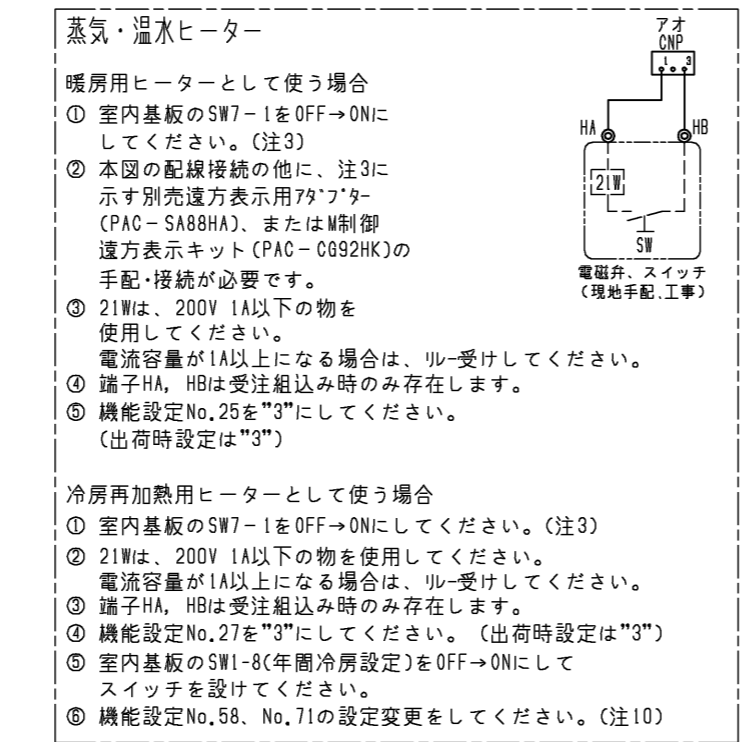 蒸気・温水ヒーター
アオ
CNP
1 3
HA
HB
21W
SW
電磁弁、スイッチ
(現地手配、工事)
暖房用ヒーターとして使う場合
① 室内基板のSW7-1をOFF→ONに
してください。(注3)
② 本図の配線接続の他に、注3に
示す別売遠方表示用ｱﾀﾞﾌﾟﾀｰ
(PAC-SA88HA)、またはM制御
遠方表示キット(PAC-CG92HK)の
手配・接続が必要です。
③ 21Wは、200V 1A以下の物を
使用してください。
電流容量が1A以上になる場合は、ﾘﾚｰ受けしてください。
④ 端子HA, HBは受注組込み時のみ存在します。
⑤ 機能設定No.25を”3”にしてください。
(出荷時設定は”3”)
冷房再加熱用ヒーターとして使う場合
① 室内基板のSW7-1をOFF→ONにしてください。(注3)
② 21Wは、200V 1A以下の物を使用してください。
電流容量が1A以上になる場合は、ﾘﾚｰ受けしてください。
③ 端子HA, HBは受注組込み時のみ存在します。
④ 機能設定No.27を”3”にしてください。(出荷時設定は”3”)
⑤ 室内基板のSW1-8(年間冷房設定)をOFF→ONにして
スイッチを設けてください。
⑥ 機能設定No.58、No.71の設定変更をしてください。(注10)